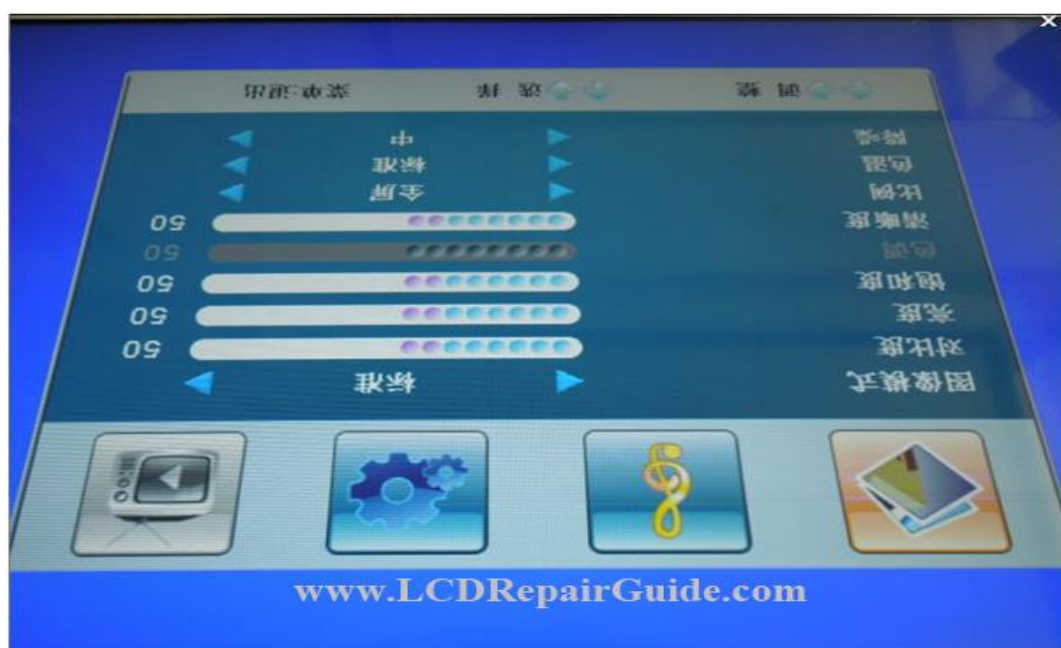 图像模式 标准
对比度 50
亮度 50
饱和度 50
色调 50
清晰度 50
比例 全屏
色温 标准
降噪 中
调整 选择 菜单:退出
www.LCDRepairGuide.com